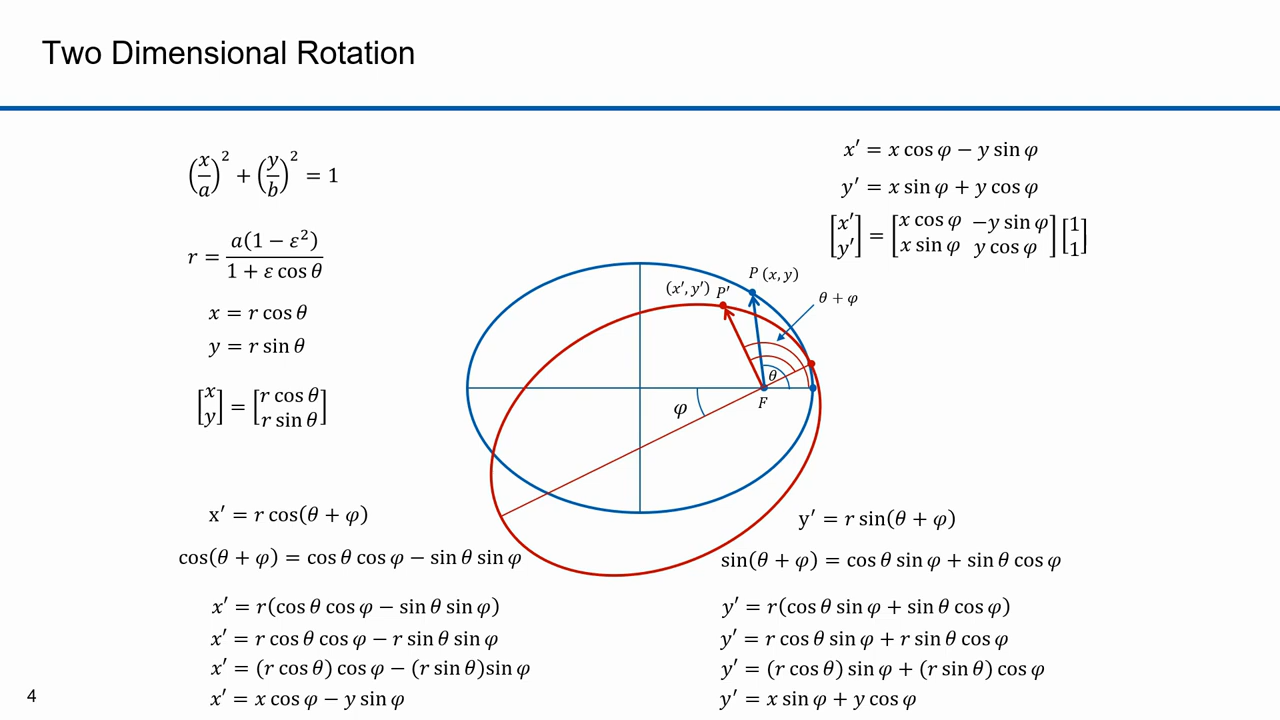 Two Dimensional Rotation
(x/a)² + (y/b)² = 1
r = a(1 − ε²) / 1 + ε cos θ
x = r cos θ
y = r sin θ
[x y] = [r cos θ r sin θ]
x′ = x cos φ − y sin φ
y′ = x sin φ + y cos φ
[x′ y′] = [x cos φ −y sin φ x sin φ y cos φ] [1 1]
P (x, y)
(x′, y′) P′
θ + φ
θ
F
φ
x′ = r cos(θ + φ)
cos(θ + φ) = cos θ cos φ − sin θ sin φ
x′ = r(cos θ cos φ − sin θ sin φ)
x′ = r cos θ cos φ − r sin θ sin φ
x′ = (r cos θ) cos φ − (r sin θ)sin φ
x′ = x cos φ − y sin φ
y′ = r sin(θ + φ)
sin(θ + φ) = cos θ sin φ + sin θ cos φ
y′ = r(cos θ sin φ + sin θ cos φ)
y′ = r cos θ sin φ + r sin θ cos φ
y′ = (r cos θ) sin φ + (r sin θ) cos φ
y′ = x sin φ + y cos φ
4